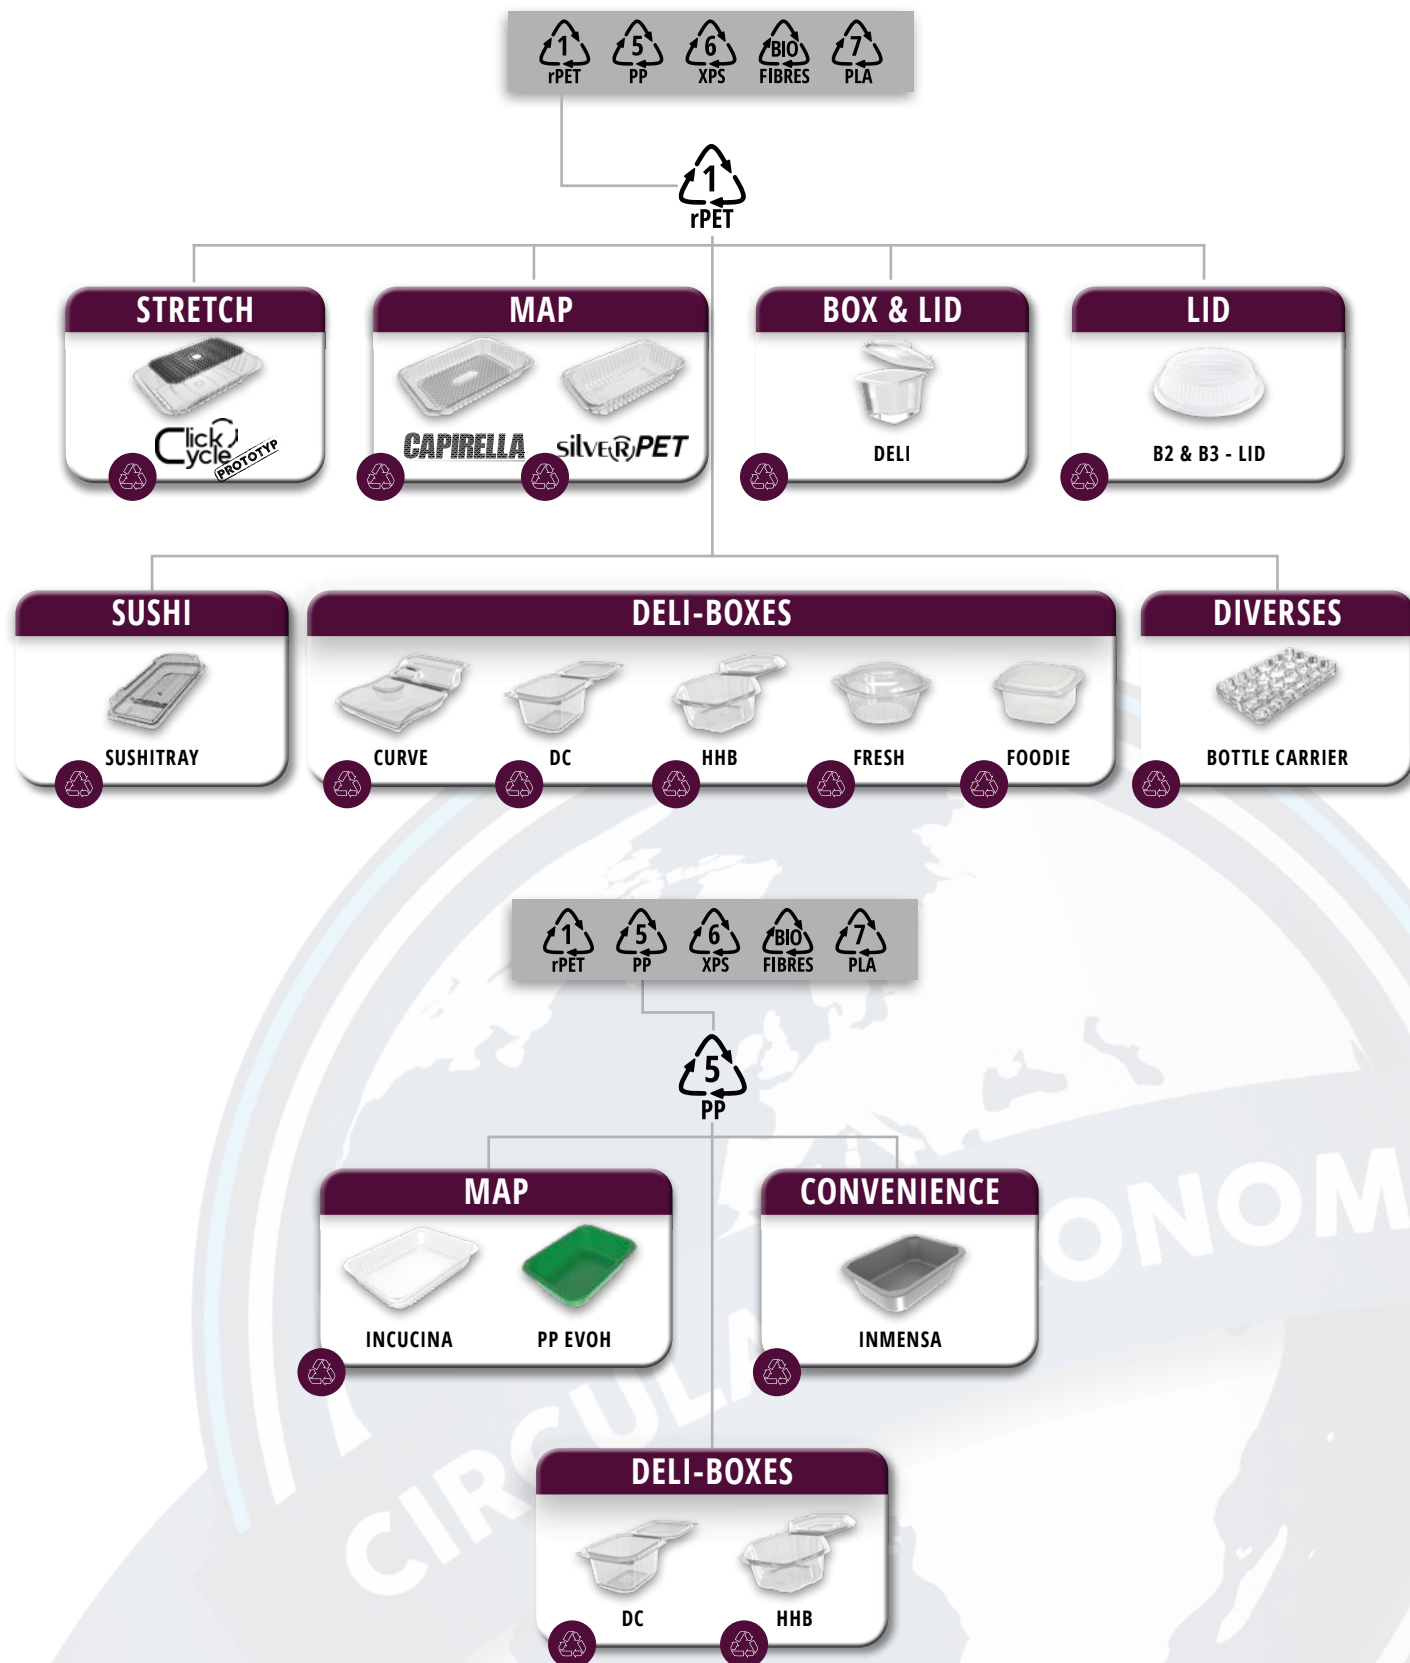 1 5 6 BIO 7
rPET PP XPS FIBRES PLA
1
rPET
STRETCH MAP BOX & LID LID
Click Cycle PROTOTYP CAPIRELLA SilVE(R)PET DELI B2 & B3 - LID
SUSHI DELI-BOXES DIVERSES
SUSHITRAY CURVE DC HHB FRESH FOODIE BOTTLE CARRIER
1 5 6 BIO 7
rPET PP XPS FIBRES PLA
5
PP
MAP CONVENIENCE
INCUCINA PP EVOH INMENSA
DELI-BOXES
DC HHB